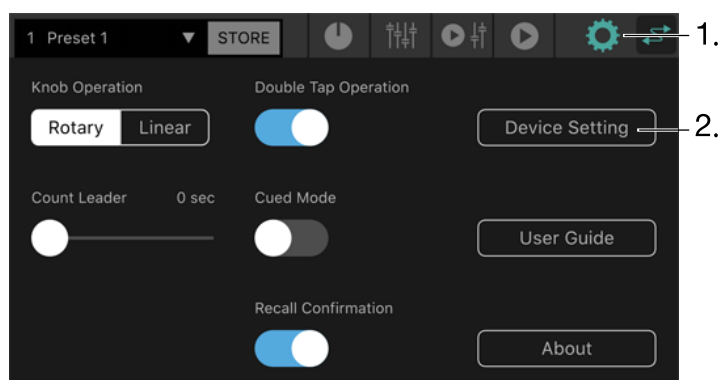 1 Preset 1 ▼ STORE
1.
Knob Operation
Double Tap Operation
Rotary Linear
Device Setting
2.
Count Leader 0 sec
Cued Mode
User Guide
Recall Confirmation
About